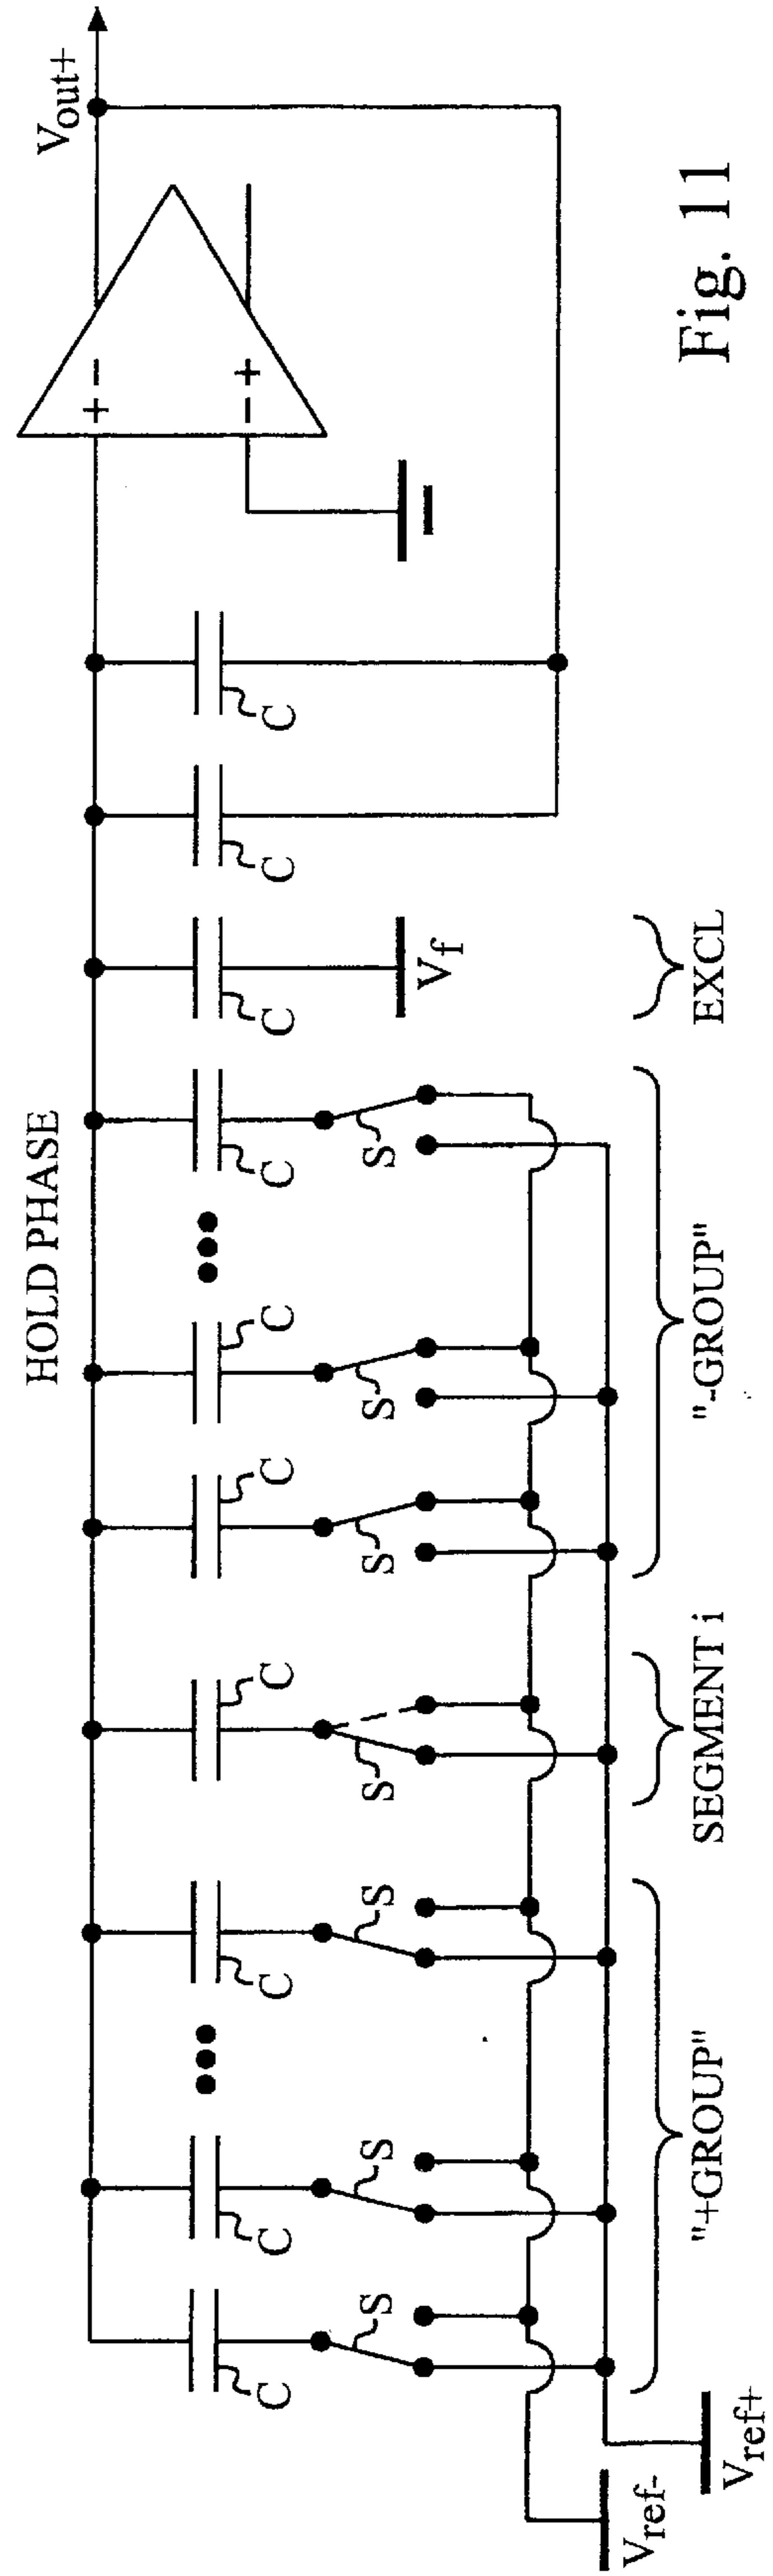 HOLD PHASE
Vout+
+ -
- +
C
C
C
C
C
C
C
C
C
C
S
S
S
S
S
S
S
Vf
Vref-
Vref+
"+GROUP"
SEGMENT i
"-GROUP"
EXCL
Fig. 11